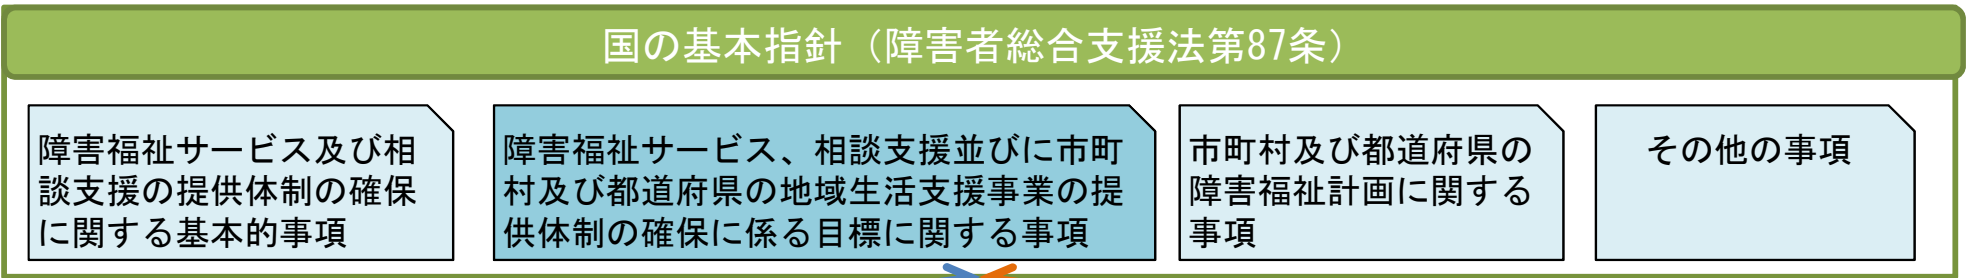 国の基本指針（障害者総合支援法第87条）
障害福祉サービス及び相
談支援の提供体制の確保
に関する基本的事項
障害福祉サービス、相談支援並びに市町
村及び都道府県の地域生活支援事業の提
供体制の確保に係る目標に関する事項
市町村及び都道府県の
障害福祉計画に関する
事項
その他の事項